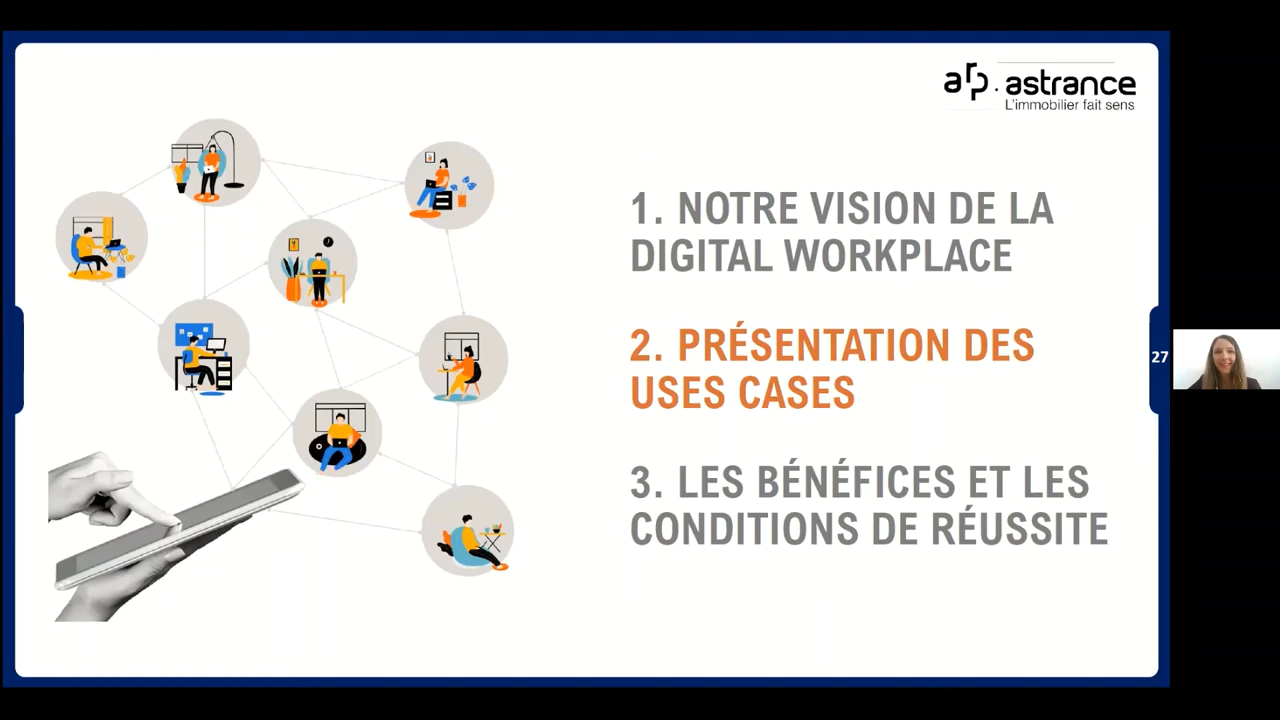 arp. astrance
L'immobilier fait sens
1. NOTRE VISION DE LA
DIGITAL WORKPLACE
2. PRÉSENTATION DES
USES CASES
3. LES BÉNÉFICES ET LES
CONDITIONS DE RÉUSSITE
27